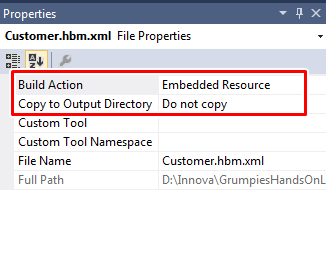 Properties
Customer.hbm.xml File Properties
Build Action Embedded Resource
Copy to Output Directory Do not copy
Custom Tool
Custom Tool Namespace
File Name Customer.hbm.xml
Full Path D:\Innova\GrumpiesHandsOnL